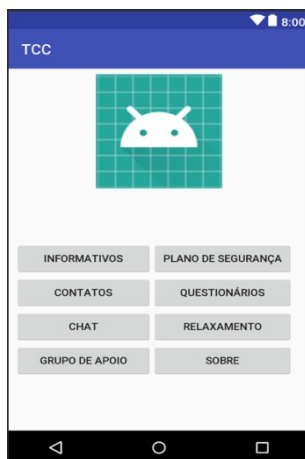 8:00
TCC
INFORMATIVOS PLANO DE SEGURANÇA
CONTATOS QUESTIONÁRIOS
CHAT RELAXAMENTO
GRUPO DE APOIO SOBRE